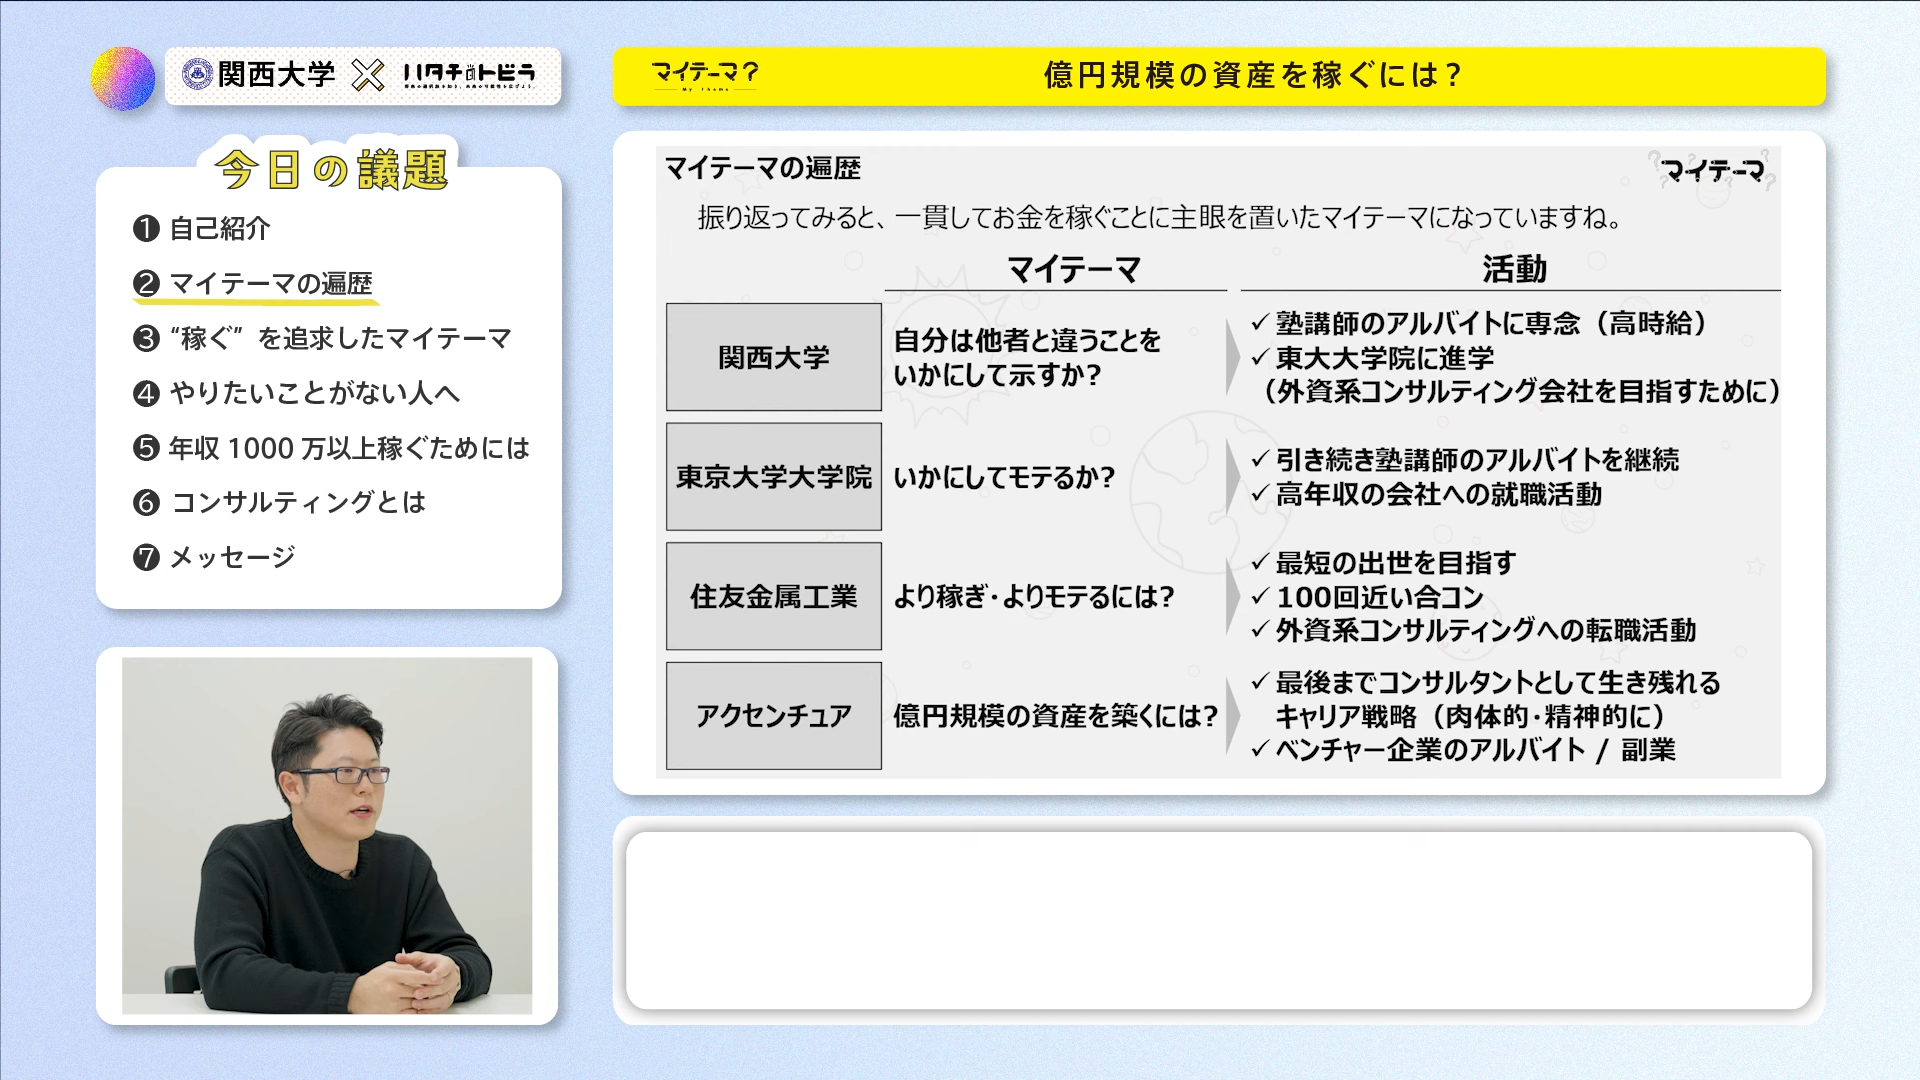 関西大学
ハタチのトビラ
マイテーマ?
My Theme
億円規模の資産を稼ぐには?
今日の議題
❶ 自己紹介
❷ マイテーマの遍歴
❸ “稼ぐ” を追求したマイテーマ
❹ やりたいことがない人へ
❺ 年収 1000 万以上稼ぐためには
❻ コンサルティングとは
❼ メッセージ
マイテーマの遍歴
マイテーマ
振り返ってみると、一貫してお金を稼ぐことに主眼を置いたマイテーマになっていますね。
マイテーマ
活動
関西大学
自分は他者と違うことを
いかにして示すか?
✓ 塾講師のアルバイトに専念（高時給）
✓ 東大大学院に進学
（外資系コンサルティング会社を目指すために）
東京大学大学院
いかにしてモテるか?
✓ 引き続き塾講師のアルバイトを継続
✓ 高年収の会社への就職活動
住友金属工業
より稼ぎ・よりモテるには?
✓ 最短の出世を目指す
✓ 100回近い合コン
✓ 外資系コンサルティングへの転職活動
アクセンチュア
億円規模の資産を築くには?
✓ 最後までコンサルタントとして生き残れる
キャリア戦略（肉体的・精神的に）
✓ ベンチャー企業のアルバイト / 副業